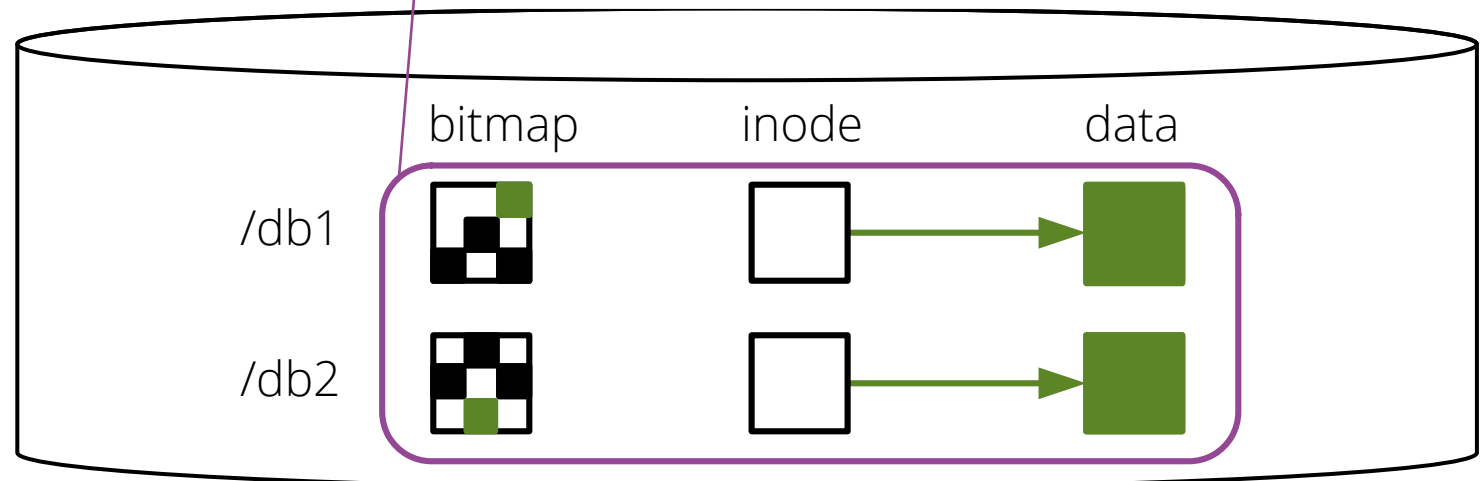 bitmap inode data
/db1
/db2